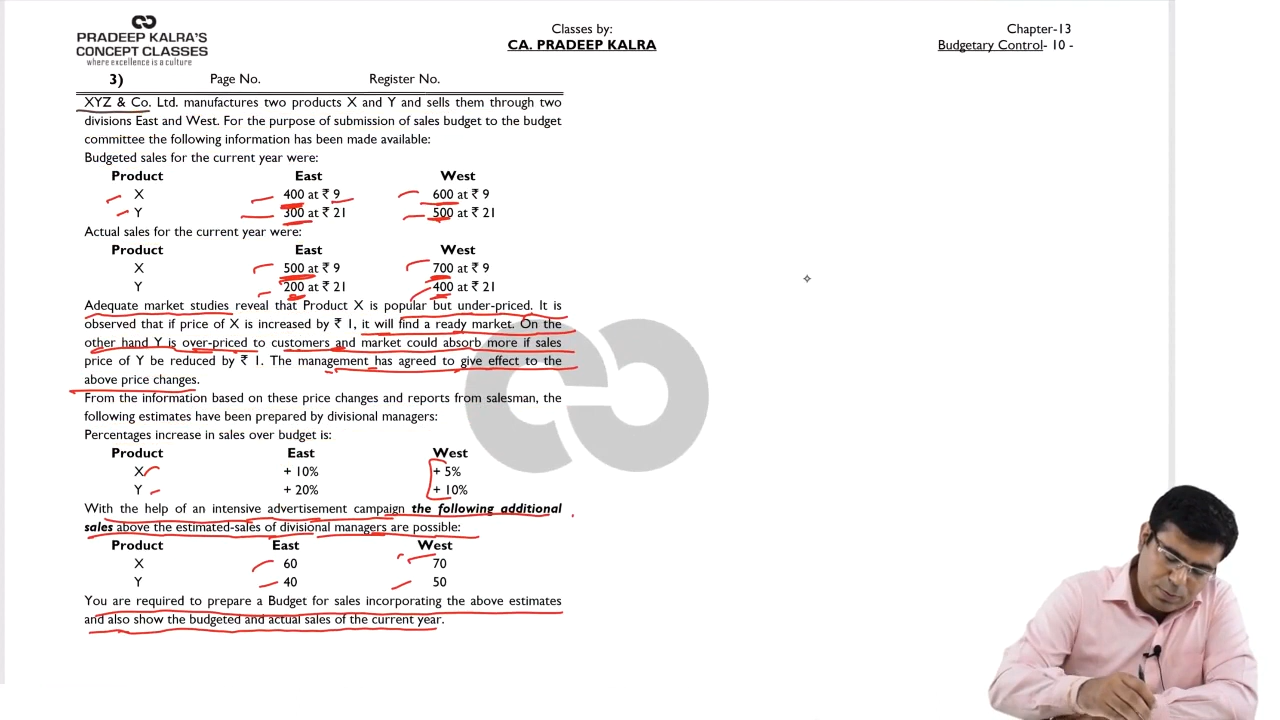 PRADEEP KALRA'S
CONCEPT CLASSES
where excellence is a culture
Classes by:
CA. PRADEEP KALRA
Chapter-13
Budgetary Control- 10 -
3) Page No. Register No.
XYZ & Co. Ltd. manufactures two products X and Y and sells them through two
divisions East and West. For the purpose of submission of sales budget to the budget
committee the following information has been made available:
Budgeted sales for the current year were:
Product East West
X 400 at ₹ 9 600 at ₹ 9
Y 300 at ₹ 21 500 at ₹ 21
Actual sales for the current year were:
Product East West
X 500 at ₹ 9 700 at ₹ 9
Y 200 at ₹ 21 400 at ₹ 21
Adequate market studies reveal that Product X is popular but under-priced. It is
observed that if price of X is increased by ₹ 1, it will find a ready market. On the
other hand Y is over-priced to customers and market could absorb more if sales
price of Y be reduced by ₹ 1. The management has agreed to give effect to the
above price changes.
From the information based on these price changes and reports from salesman, the
following estimates have been prepared by divisional managers:
Percentages increase in sales over budget is:
Product East West
X + 10% + 5%
Y + 20% + 10%
With the help of an intensive advertisement campaign the following additional
sales above the estimated-sales of divisional managers are possible:
Product East West
X 60 70
Y 40 50
You are required to prepare a Budget for sales incorporating the above estimates
and also show the budgeted and actual sales of the current year.